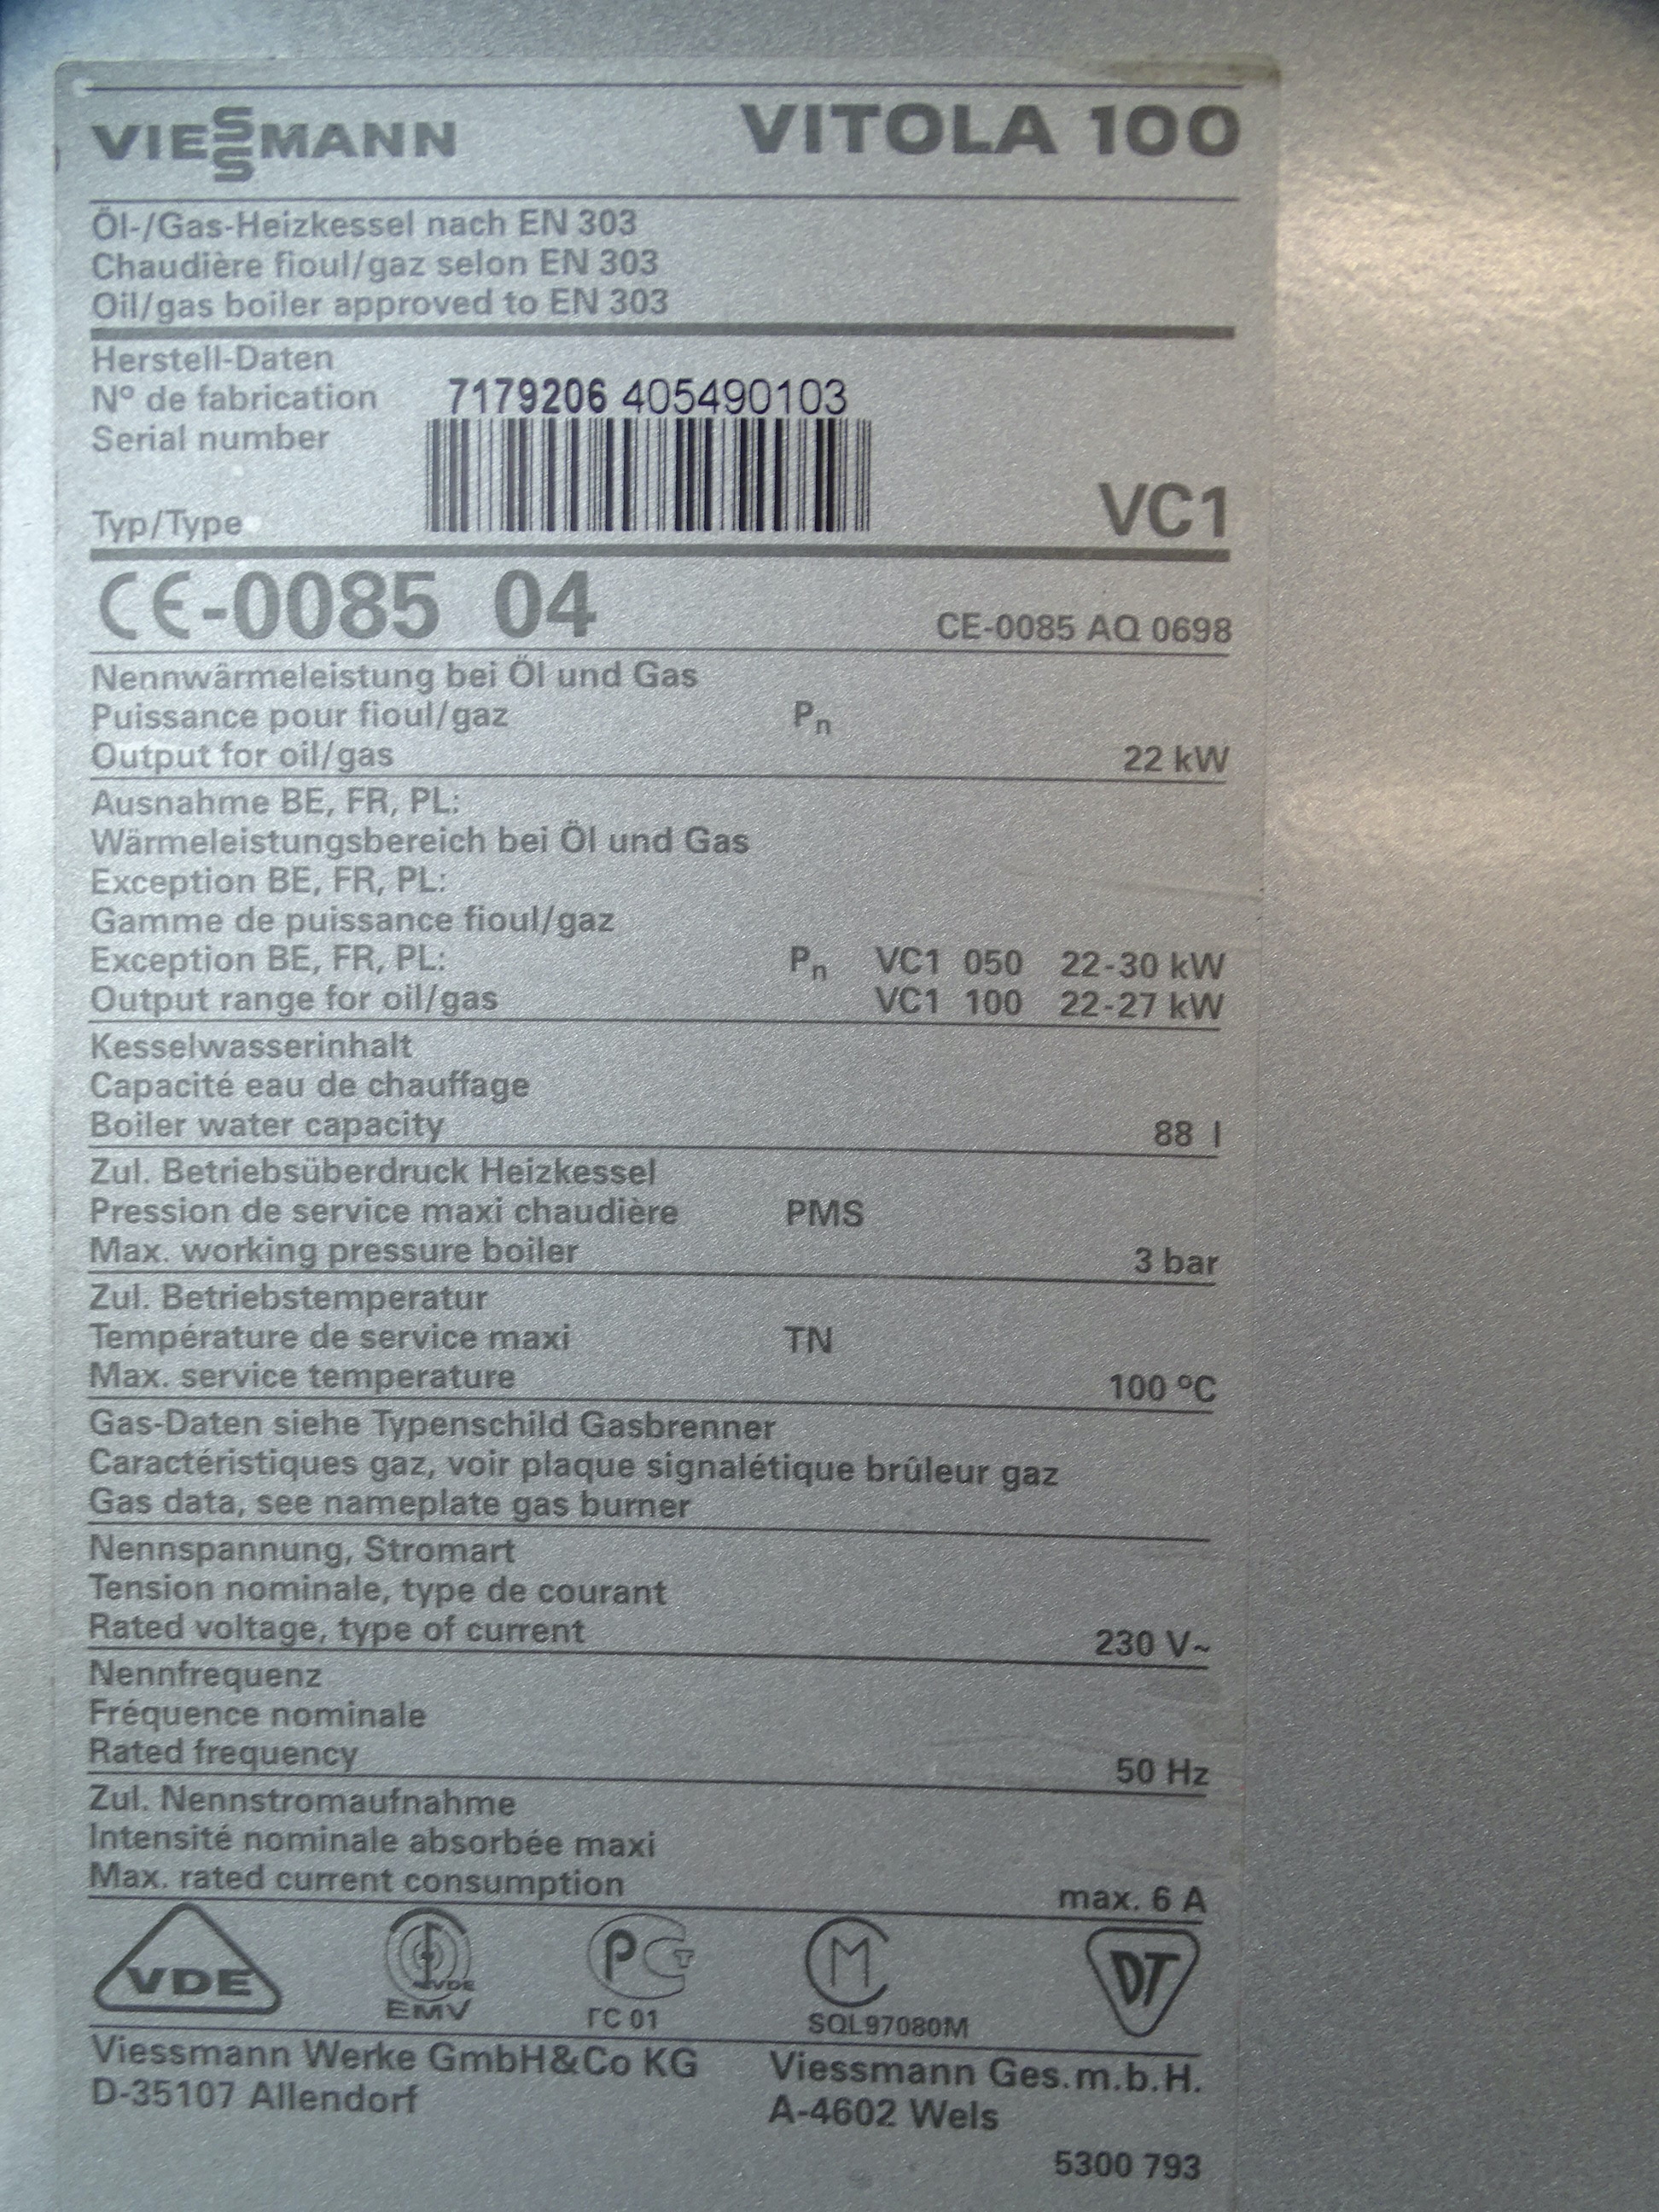 VIESSMANN VITOLA 100
Öl-/Gas-Heizkessel nach EN 303
Chaudière fioul/gaz selon EN 303
Oil/gas boiler approved to EN 303
Herstell-Daten
N° de fabrication 7179206 405490103
Serial number
Typ/Type VC1
CE-0085 04 CE-0085 AQ 0698
Nennwärmeleistung bei Öl und Gas
Puissance pour fioul/gaz Pn
Output for oil/gas 22 kW
Ausnahme BE, FR, PL:
Wärmeleistungsbereich bei Öl und Gas
Exception BE, FR, PL:
Gamme de puissance fioul/gaz
Exception BE, FR, PL: Pn VC1 050 22-30 kW
Output range for oil/gas VC1 100 22-27 kW
Kesselwasserinhalt
Capacité eau de chauffage
Boiler water capacity 88 l
Zul. Betriebsüberdruck Heizkessel
Pression de service maxi chaudière PMS
Max. working pressure boiler 3 bar
Zul. Betriebstemperatur
Température de service maxi TN
Max. service temperature 100 °C
Gas-Daten siehe Typenschild Gasbrenner
Caractéristiques gaz, voir plaque signalétique brûleur gaz
Gas data, see nameplate gas burner
Nennspannung, Stromart
Tension nominale, type de courant
Rated voltage, type of current 230 V~
Nennfrequenz
Fréquence nominale
Rated frequency 50 Hz
Zul. Nennstromaufnahme
Intensité nominale absorbée maxi
Max. rated current consumption max. 6 A
VDE VDE PCT M DT
EMV ГC 01 SQL97080M
Viessmann Werke GmbH&Co KG Viessmann Ges.m.b.H.
D-35107 Allendorf A-4602 Wels
5300 793